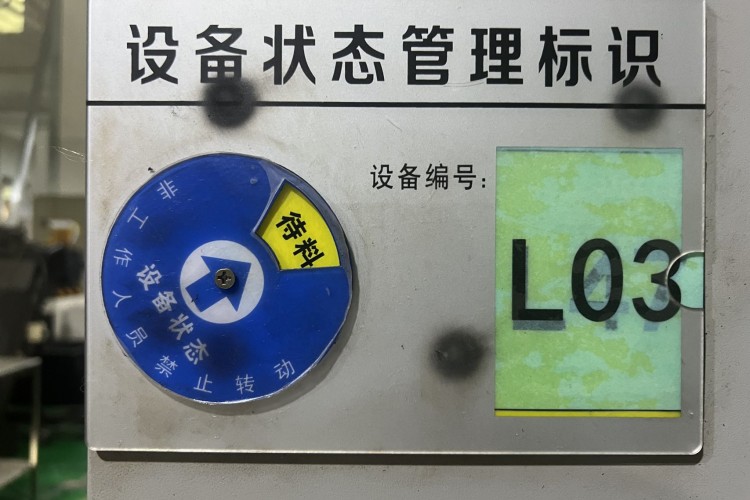 设备状态管理标识
设备编号:
L03
待料
设备状态
非工作人员禁止转动